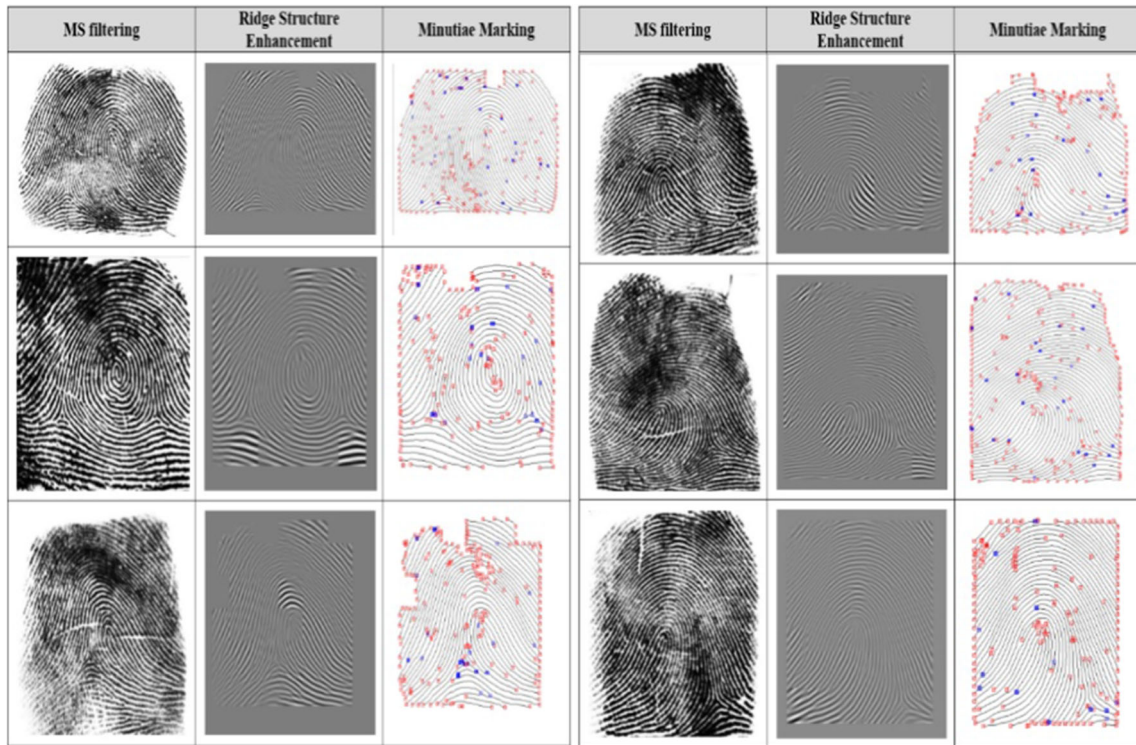 MS filtering
Ridge Structure
Enhancement
Minutiae Marking
MS filtering
Ridge Structure
Enhancement
Minutiae Marking